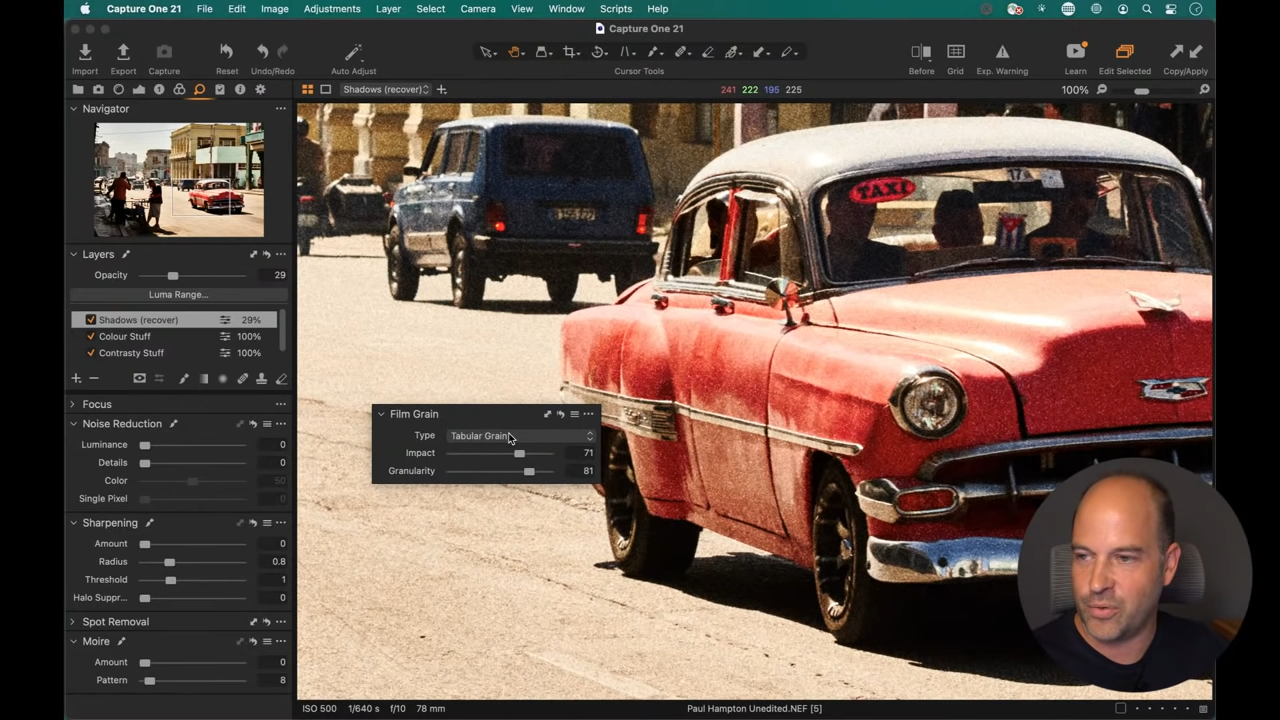 Capture One 21 File Edit Image Adjustments Layer Select Camera View Window Scripts Help
Capture One 21
Import Export Capture Reset Undo/Redo Auto Adjust Cursor Tools Before Grid Exp. Warning Learn Edit Selected Copy/Apply
Shadows (recover) 241 222 195 225 100%
Navigator
Layers
Opacity 29
Luma Range...
Shadows (recover) 29%
Colour Stuff 100%
Contrasty Stuff 100%
Focus
Noise Reduction
Luminance 0
Details 0
Color 50
Single Pixel 0
Sharpening
Amount 0
Radius 0.8
Threshold 1
Halo Suppr... 0
Spot Removal
Moire
Amount 0
Pattern 8
TAXI
Film Grain
Type Tabular Grain
Impact 71
Granularity 81
ISO 500 1/640 s f/10 78 mm Paul Hampton Unedited.NEF [5]